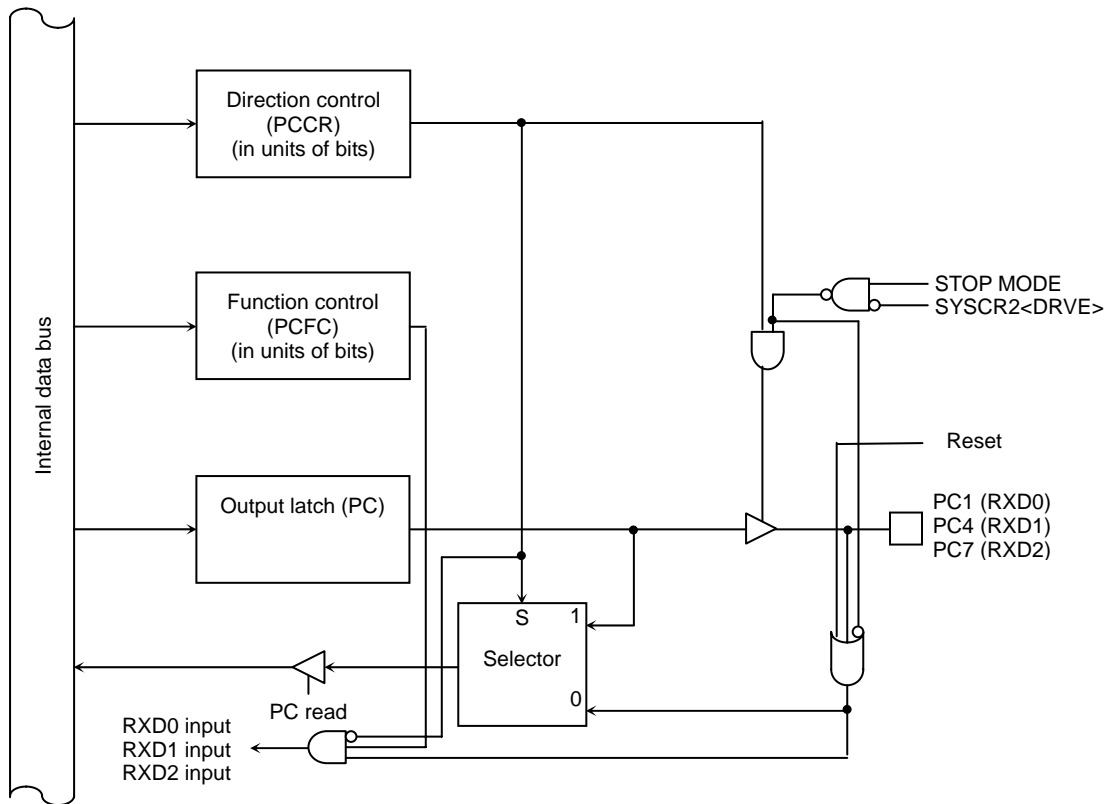 Internal data bus
Direction control
(PCCR)
(in units of bits)
Function control
(PCFC)
(in units of bits)
STOP MODE
SYSCR2<DRVE>
Reset
Output latch (PC)
PC1 (RXD0)
PC4 (RXD1)
PC7 (RXD2)
S
1
Selector
0
PC read
RXD0 input
RXD1 input
RXD2 input